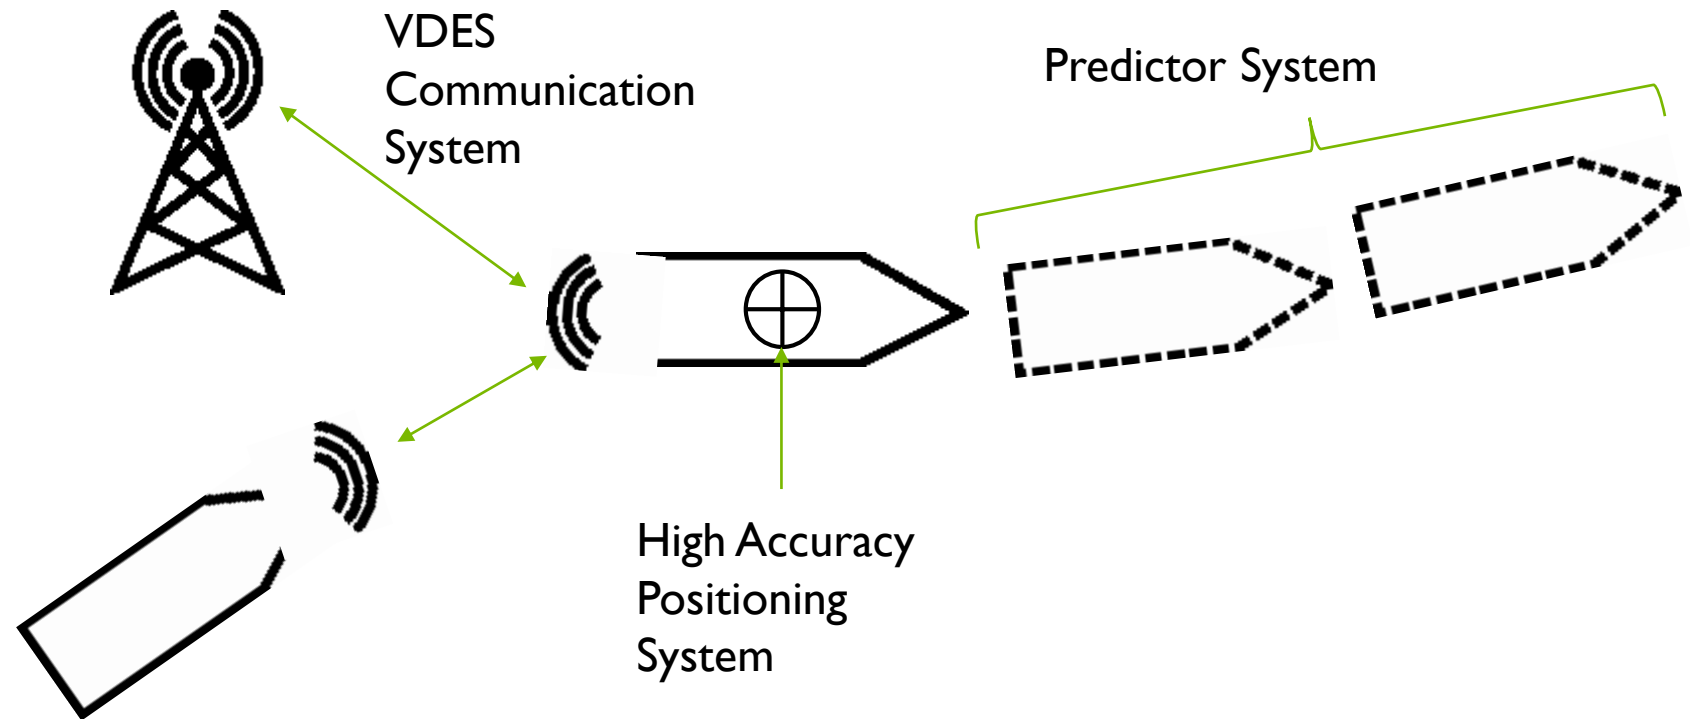 VDES
Communication
System
Predictor System
High Accuracy
Positioning
System